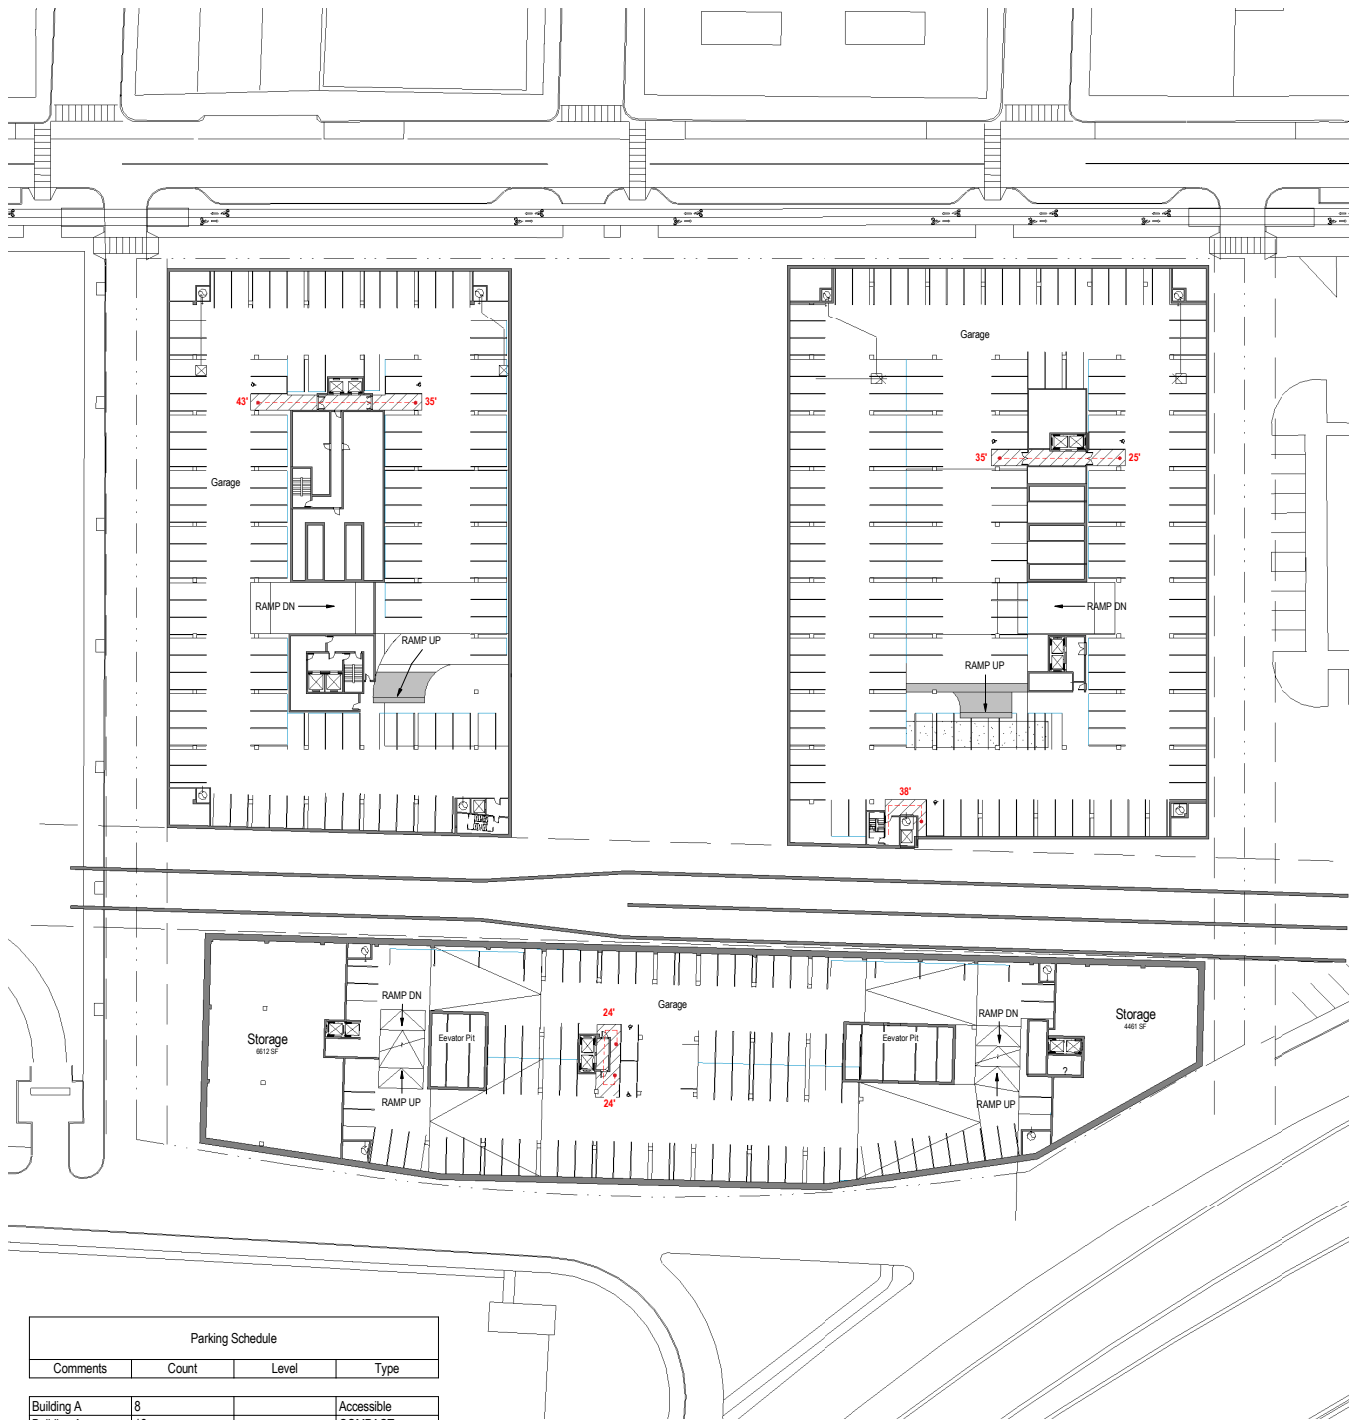 Garage
43'
35'
Garage
35'
25'
RAMP DN
RAMP DN
RAMP UP
RAMP UP
38'
RAMP DN
Garage
24'
RAMP DN
Storage
6612 SF
Eevator Pit
Eevator Pit
Storage
4461 SF
?
RAMP UP
24'
RAMP UP
Parking Schedule
Comments Count Level Type
Building A 8 Accessible